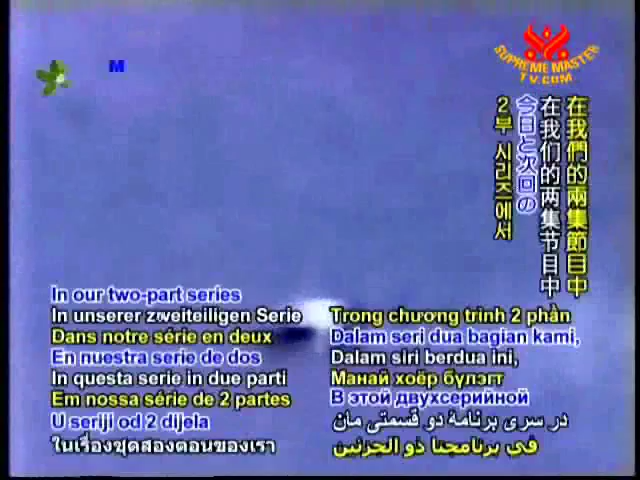 M
SUPREME MASTER
TV.COM
在我們的兩集節目中
在我们的两集节目中
今日と次回の
2부 시리즈에서
In our two-part series
In unserer zweiteiligen Serie
Dans notre série en deux
En nuestra serie de dos
In questa serie in due parti
Em nossa série de 2 partes
U seriji od 2 dijela
ในเรื่องชุดสองตอนของเรา
Trong chương trình 2 phần
Dalam seri dua bagian kami,
Dalam siri berdua ini,
Манай хоёр бүлэгт
В этой двухсерийной
در سری برنامۀ دو قسمتی مان
في برنامجنا ذو الجزئين